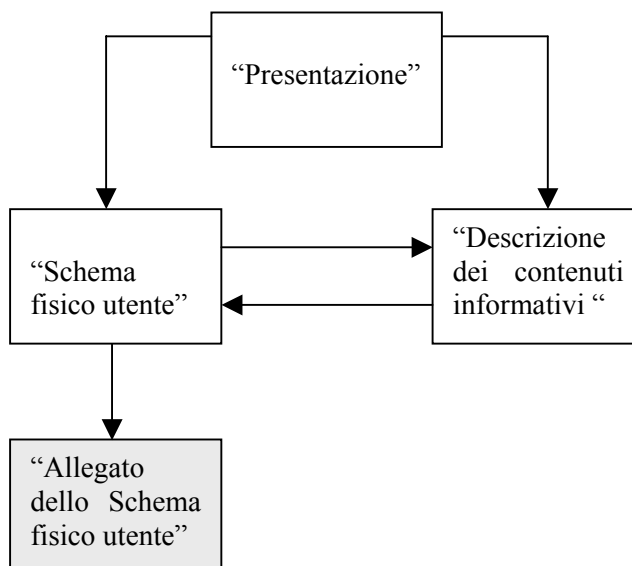 “Presentazione”
“Schema
fisico utente”
“Descrizione
dei contenuti
informativi “
“Allegato
dello Schema
fisico utente”